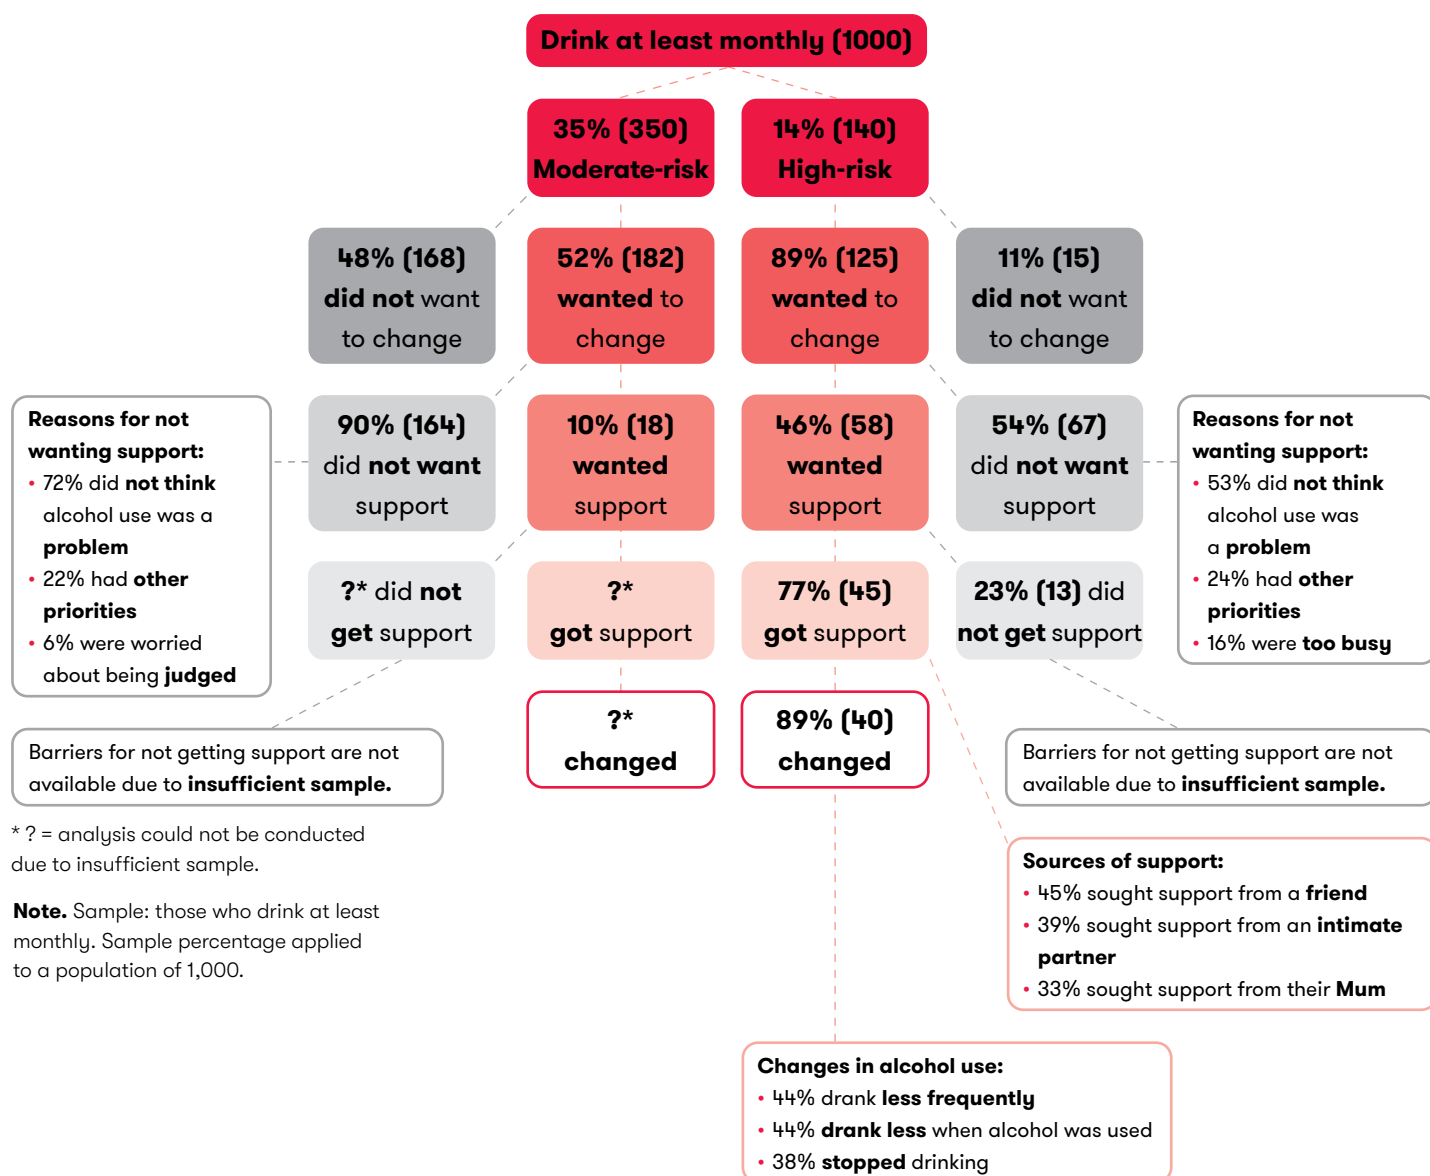 Drink at least monthly (1000)
35% (350)
Moderate-risk
14% (140)
High-risk
48% (168)
did not want
to change
52% (182)
wanted to
change
89% (125)
wanted to
change
11% (15)
did not want
to change
Reasons for not
wanting support:
• 72% did not think
alcohol use was a
problem
• 22% had other
priorities
• 6% were worried
about being judged
90% (164)
did not want
support
10% (18)
wanted
support
46% (58)
wanted
support
54% (67)
did not want
support
Reasons for not
wanting support:
• 53% did not think
alcohol use was
a problem
• 24% had other
priorities
• 16% were too busy
?* did not
get support
?*
got support
77% (45)
got support
23% (13) did
not get support
?*
changed
89% (40)
changed
Barriers for not getting support are not
available due to insufficient sample.
Barriers for not getting support are not
available due to insufficient sample.
* ? = analysis could not be conducted
due to insufficient sample.
Note. Sample: those who drink at least
monthly. Sample percentage applied
to a population of 1,000.
Sources of support:
• 45% sought support from a friend
• 39% sought support from an intimate
partner
• 33% sought support from their Mum
Changes in alcohol use:
• 44% drank less frequently
• 44% drank less when alcohol was used
• 38% stopped drinking